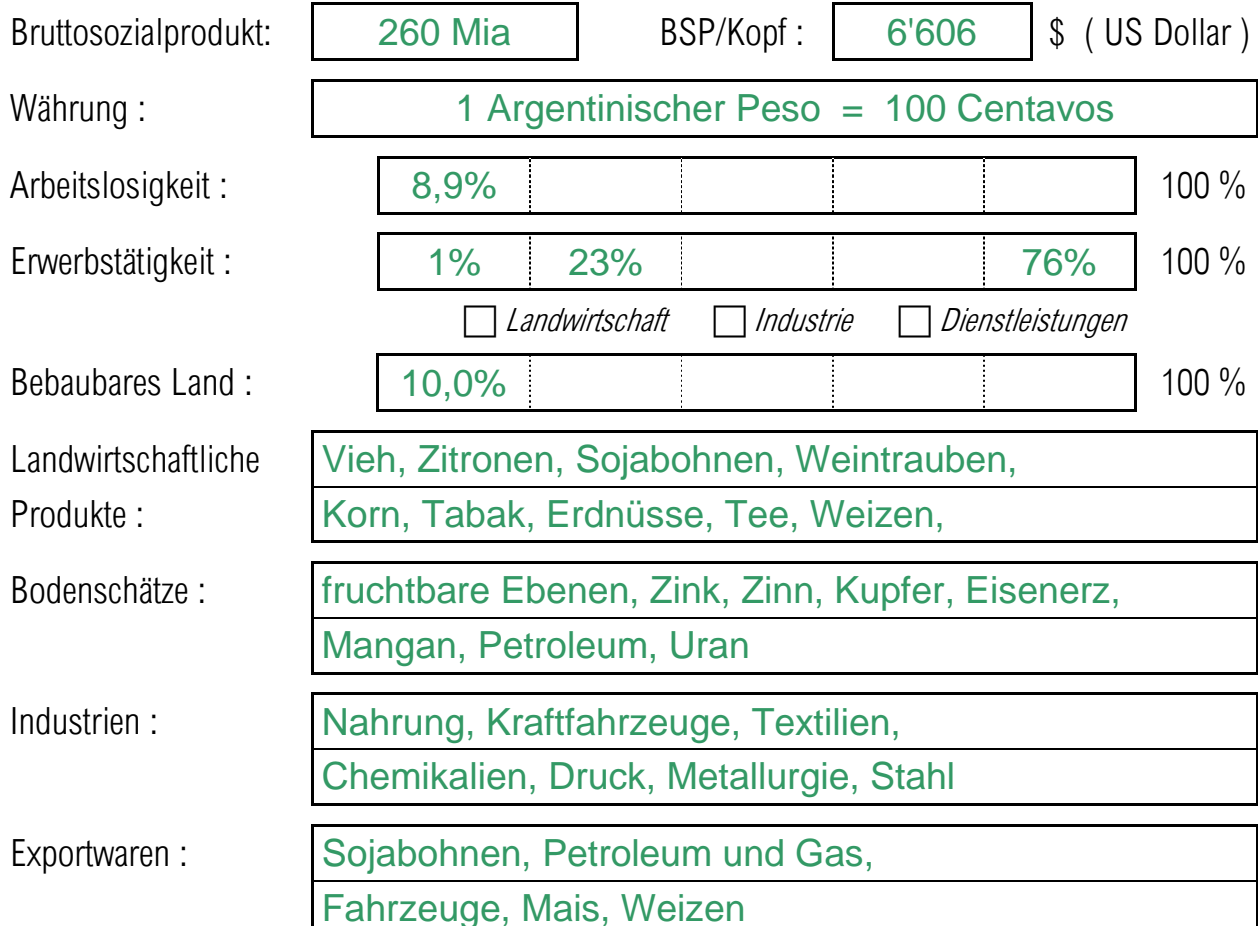 Bruttosozialprodukt: 260 Mia BSP/Kopf : 6'606 $ ( US Dollar )
Währung : 1 Argentinischer Peso = 100 Centavos
Arbeitslosigkeit : 8,9% 100 %
Erwerbstätigkeit : 1% 23% 76% 100 %
Landwirtschaft Industrie Dienstleistungen
Bebaubares Land : 10,0% 100 %
Landwirtschaftliche Vieh, Zitronen, Sojabohnen, Weintrauben,
Produkte : Korn, Tabak, Erdnüsse, Tee, Weizen,
Bodenschätze : fruchtbare Ebenen, Zink, Zinn, Kupfer, Eisenerz,
Mangan, Petroleum, Uran
Industrien : Nahrung, Kraftfahrzeuge, Textilien,
Chemikalien, Druck, Metallurgie, Stahl
Exportwaren : Sojabohnen, Petroleum und Gas,
Fahrzeuge, Mais, Weizen